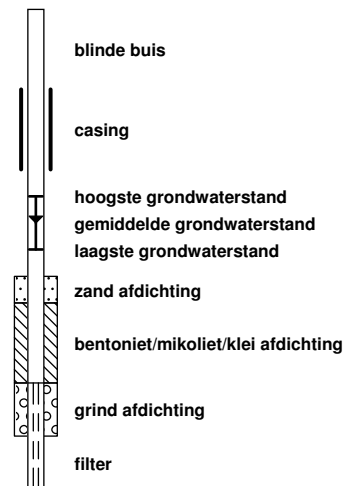 blinde buis
casing
hoogste grondwaterstand
gemiddelde grondwaterstand
laagste grondwaterstand
zand afdichting
bentoniet/mikoliet/klei afdichting
grind afdichting
filter